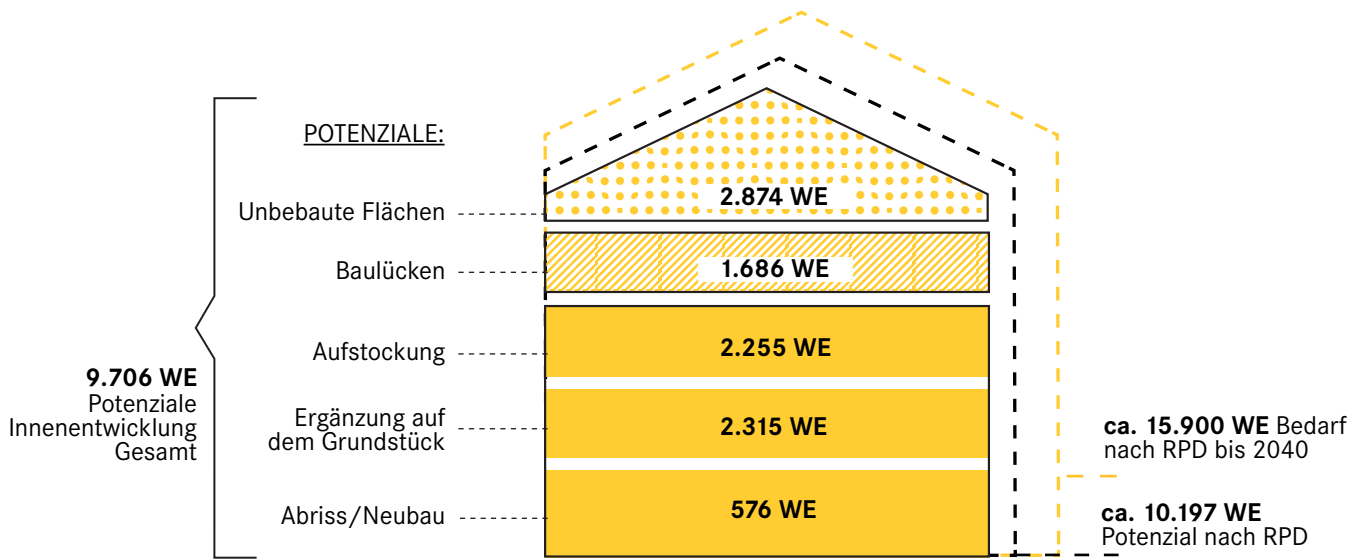 POTENZIALE:
Unbebaute Flächen
2.874 WE
Baulücken
1.686 WE
Aufstockung
2.255 WE
9.706 WE
Potenziale
Innenentwicklung
Gesamt
Ergänzung auf
dem Grundstück
2.315 WE
Abriss/Neubau
576 WE
ca. 15.900 WE Bedarf
nach RPD bis 2040
ca. 10.197 WE
Potenzial nach RPD